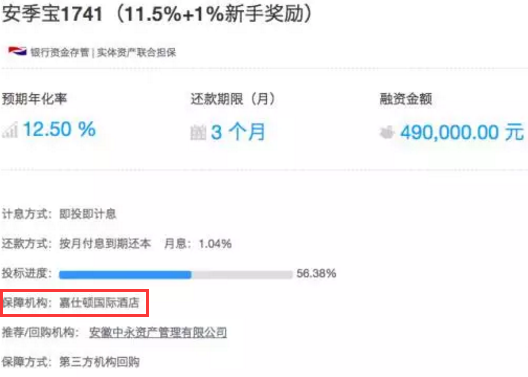 安季宝1741（11.5%+1%新手奖励）
银行资金存管 | 实体资产联合担保
预期年化率 还款期限（月） 融资金额
12.50 % 3 个月 490,000.00 元
计息方式：即投即计息
还款方式：按月付息到期还本 月息：1.04%
投标进度： 56.38%
保障机构：嘉仕顿国际酒店
推荐/回购机构：安徽中永资产管理有限公司
保障方式：第三方机构回购